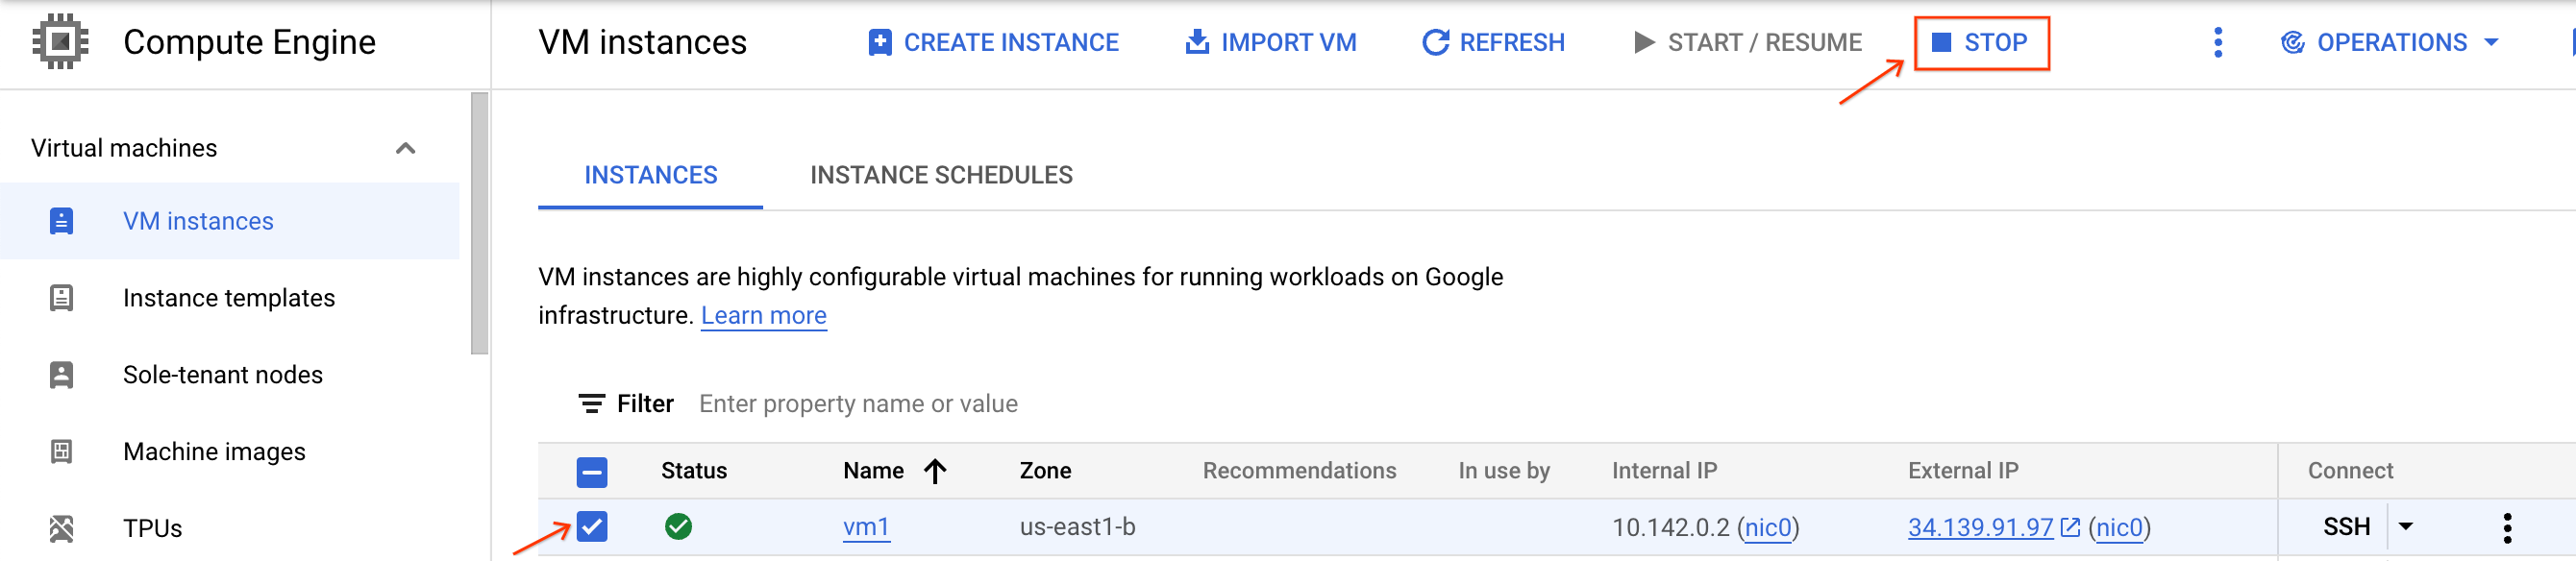 Compute Engine
VM instances
CREATE INSTANCE
IMPORT VM
REFRESH
START / RESUME
STOP
OPERATIONS
Virtual machines
VM instances
Instance templates
Sole-tenant nodes
Machine images
TPUs
INSTANCES
INSTANCE SCHEDULES
VM instances are highly configurable virtual machines for running workloads on Google
infrastructure. Learn more
Filter Enter property name or value
Status Name Zone Recommendations In use by Internal IP External IP Connect
vm1 us-east1-b 10.142.0.2 (nic0) 34.139.91.97 (nic0) SSH